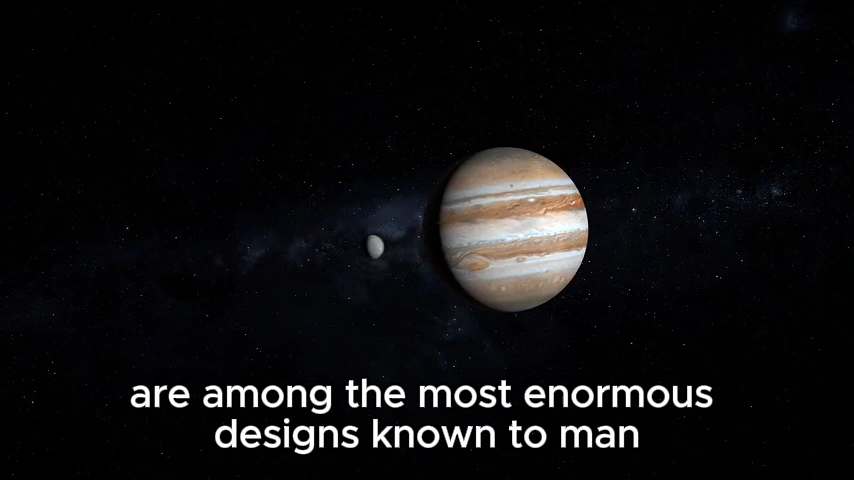 are among the most enormous
designs known to man